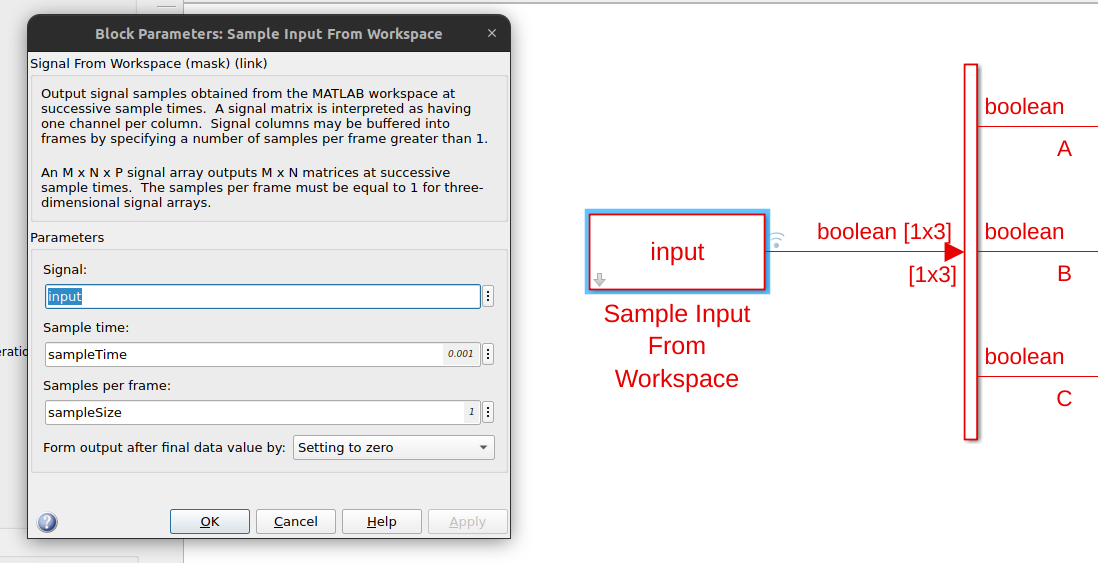 Block Parameters: Sample Input From Workspace
Signal From Workspace (mask) (link)
Output signal samples obtained from the MATLAB workspace at
successive sample times.  A signal matrix is interpreted as having
one channel per column.  Signal columns may be buffered into
frames by specifying a number of samples per frame greater than 1.
An M x N x P signal array outputs M x N matrices at successive
sample times.  The samples per frame must be equal to 1 for three-
dimensional signal arrays.
Parameters
Signal:
input
Sample time:
sampleTime 0.001
Samples per frame:
sampleSize 1
Form output after final data value by: Setting to zero
OK Cancel Help Apply
input
Sample Input
From
Workspace
boolean [1x3]
[1x3]
boolean
A
boolean
B
boolean
C